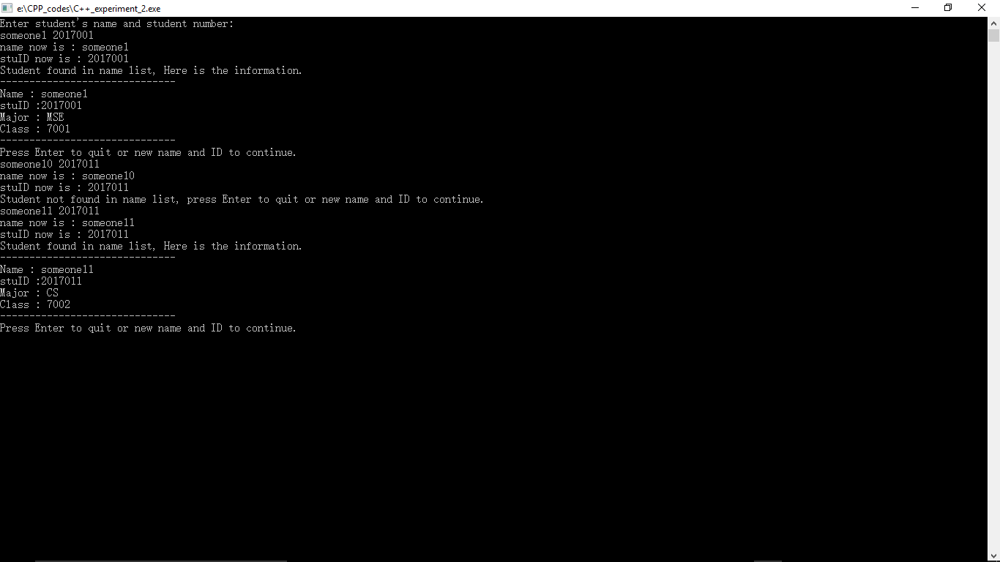 e:\CPP_codes\C++_experiment_2.exe
Enter student's name and student number:
someone1 2017001
name now is : someone1
stuID now is : 2017001
Student found in name list, Here is the information.
------------------------------
Name : someone1
stuID :2017001
Major : MSE
Class : 7001
------------------------------
Press Enter to quit or new name and ID to continue.
someone10 2017011
name now is : someone10
stuID now is : 2017011
Student not found in name list, press Enter to quit or new name and ID to continue.
someone11 2017011
name now is : someone11
stuID now is : 2017011
Student found in name list, Here is the information.
------------------------------
Name : someone11
stuID :2017011
Major : CS
Class : 7002
------------------------------
Press Enter to quit or new name and ID to continue.